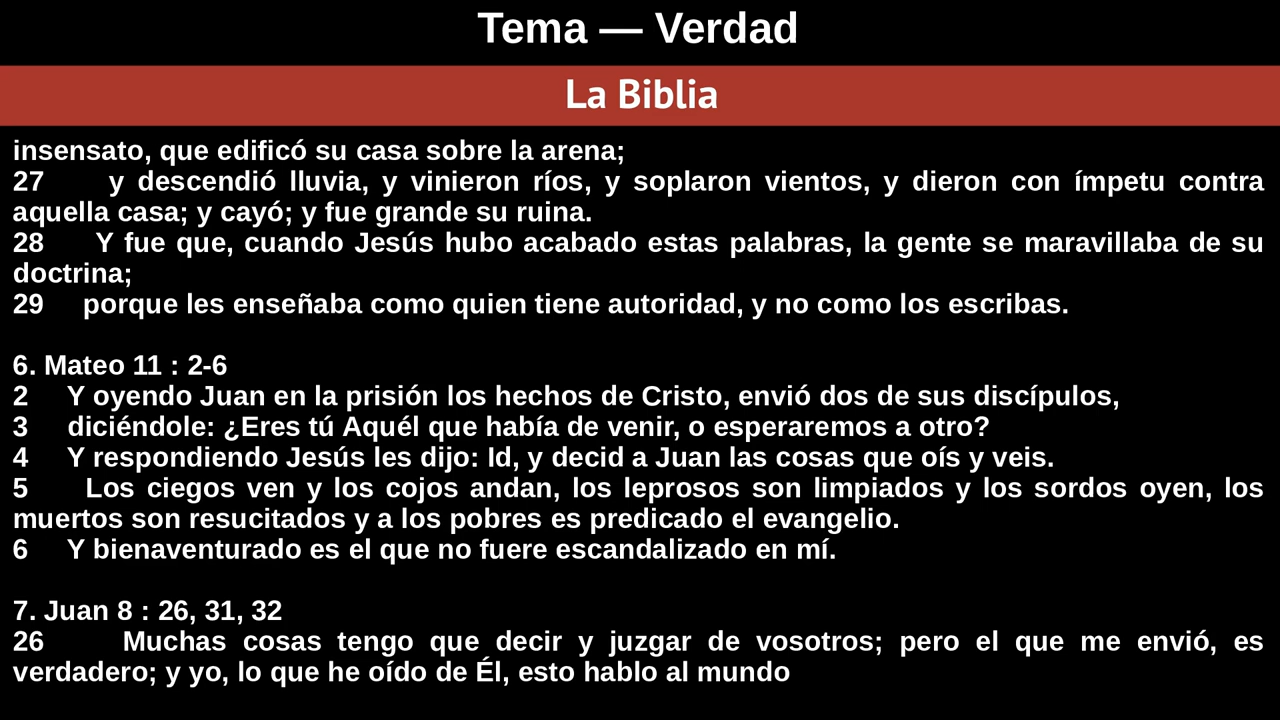 Tema — Verdad
La Biblia
insensato, que edificó su casa sobre la arena;
27 y descendió lluvia, y vinieron ríos, y soplaron vientos, y dieron con ímpetu contra
aquella casa; y cayó; y fue grande su ruina.
28 Y fue que, cuando Jesús hubo acabado estas palabras, la gente se maravillaba de su
doctrina;
29 porque les enseñaba como quien tiene autoridad, y no como los escribas.
6. Mateo 11 : 2-6
2 Y oyendo Juan en la prisión los hechos de Cristo, envió dos de sus discípulos,
3 diciéndole: ¿Eres tú Aquél que había de venir, o esperaremos a otro?
4 Y respondiendo Jesús les dijo: Id, y decid a Juan las cosas que oís y veis.
5 Los ciegos ven y los cojos andan, los leprosos son limpiados y los sordos oyen, los
muertos son resucitados y a los pobres es predicado el evangelio.
6 Y bienaventurado es el que no fuere escandalizado en mí.
7. Juan 8 : 26, 31, 32
26 Muchas cosas tengo que decir y juzgar de vosotros; pero el que me envió, es
verdadero; y yo, lo que he oído de Él, esto hablo al mundo